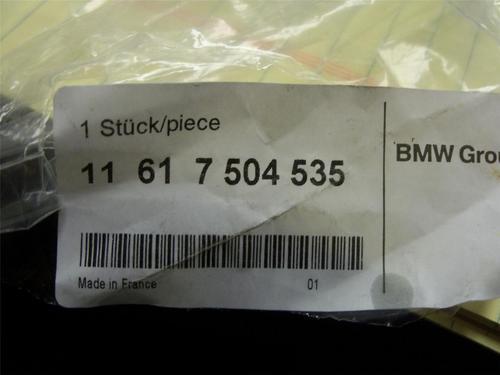 1 Stück/piece
11 61 7 504 535
BMW Grou
Made in France
01